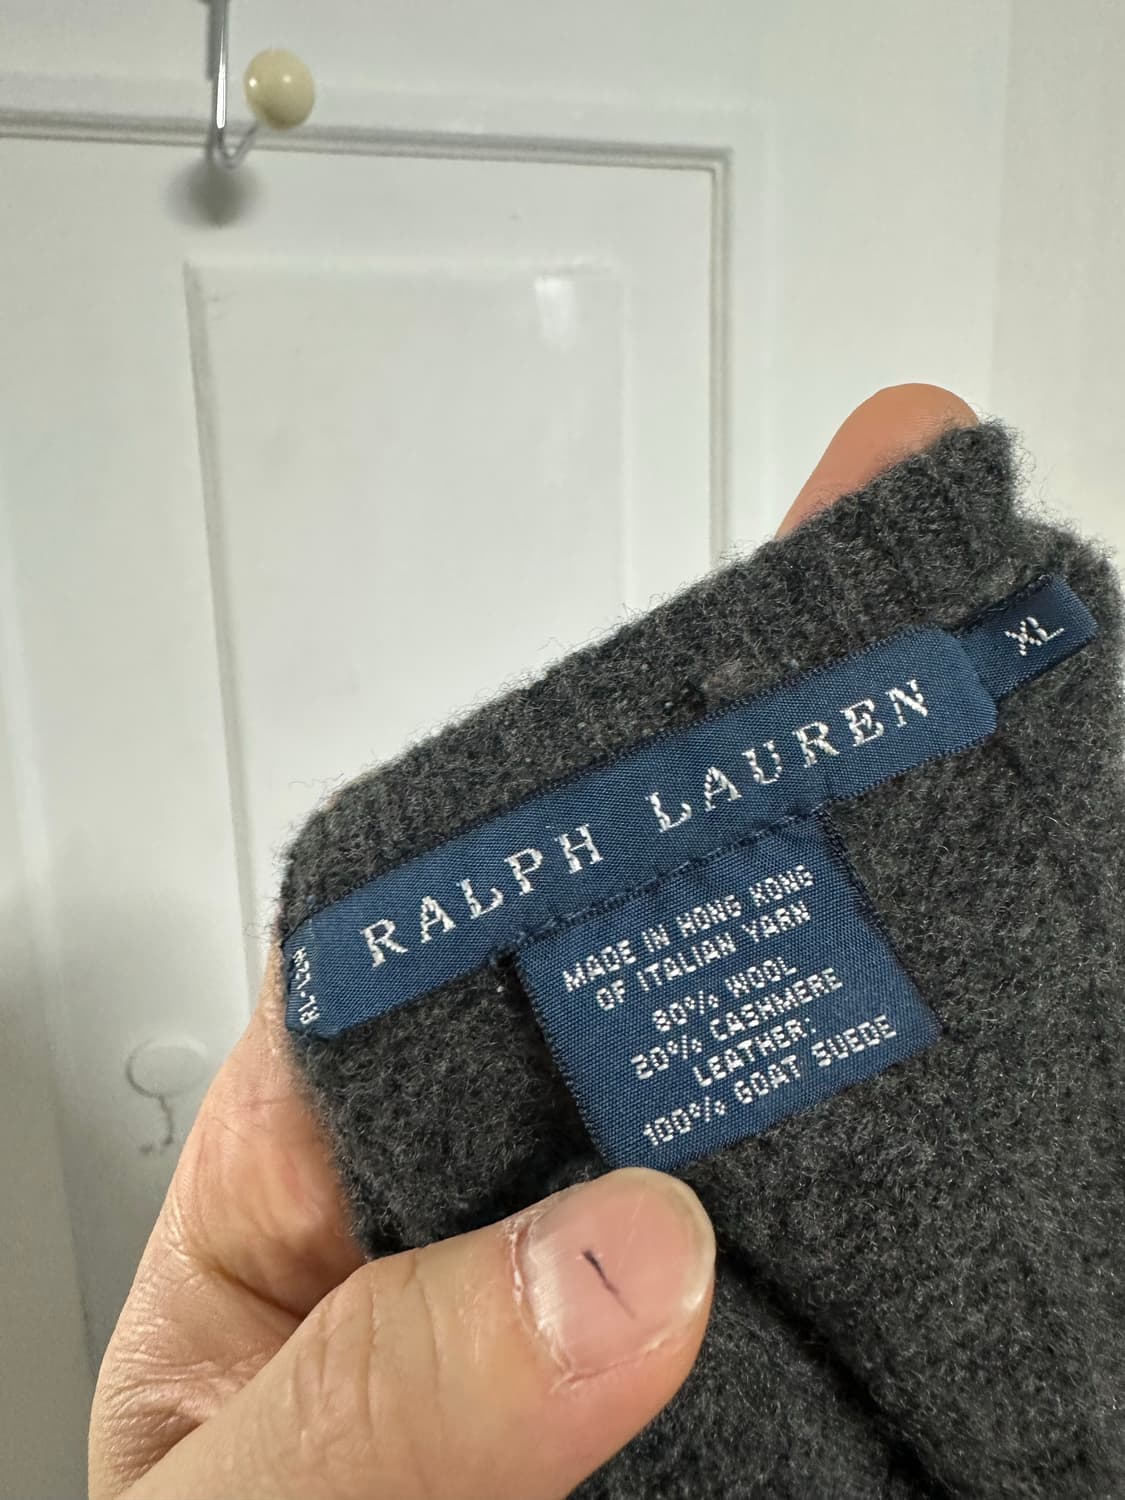 RALPH LAUREN
XL
MADE IN HONG KONG
OF ITALIAN YARN
80% WOOL
20% CASHMERE
LEATHER:
100% GOAT SUEDE